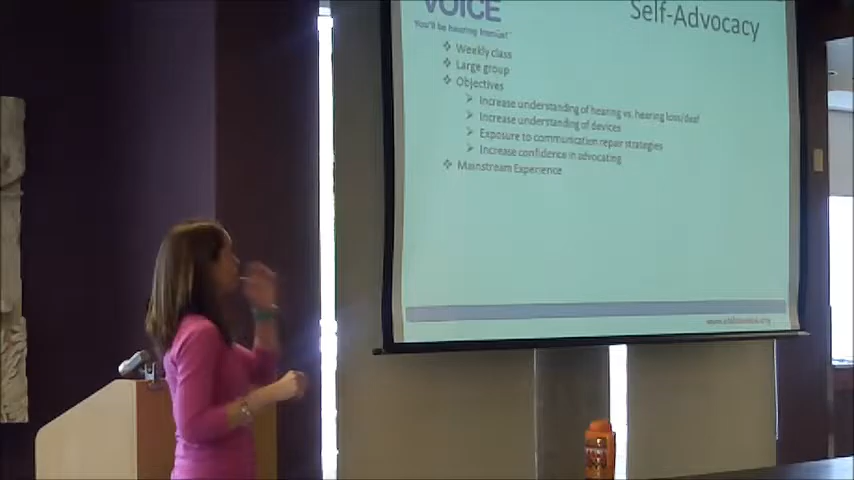 VOICE
You'll be hearing from us!
Self-Advocacy
Weekly class
Large group
Objectives
Increase understanding of hearing vs. hearing loss/deaf
Increase understanding of devices
Exposure to communication repair strategies
Increase confidence in advocating
Mainstream Experience